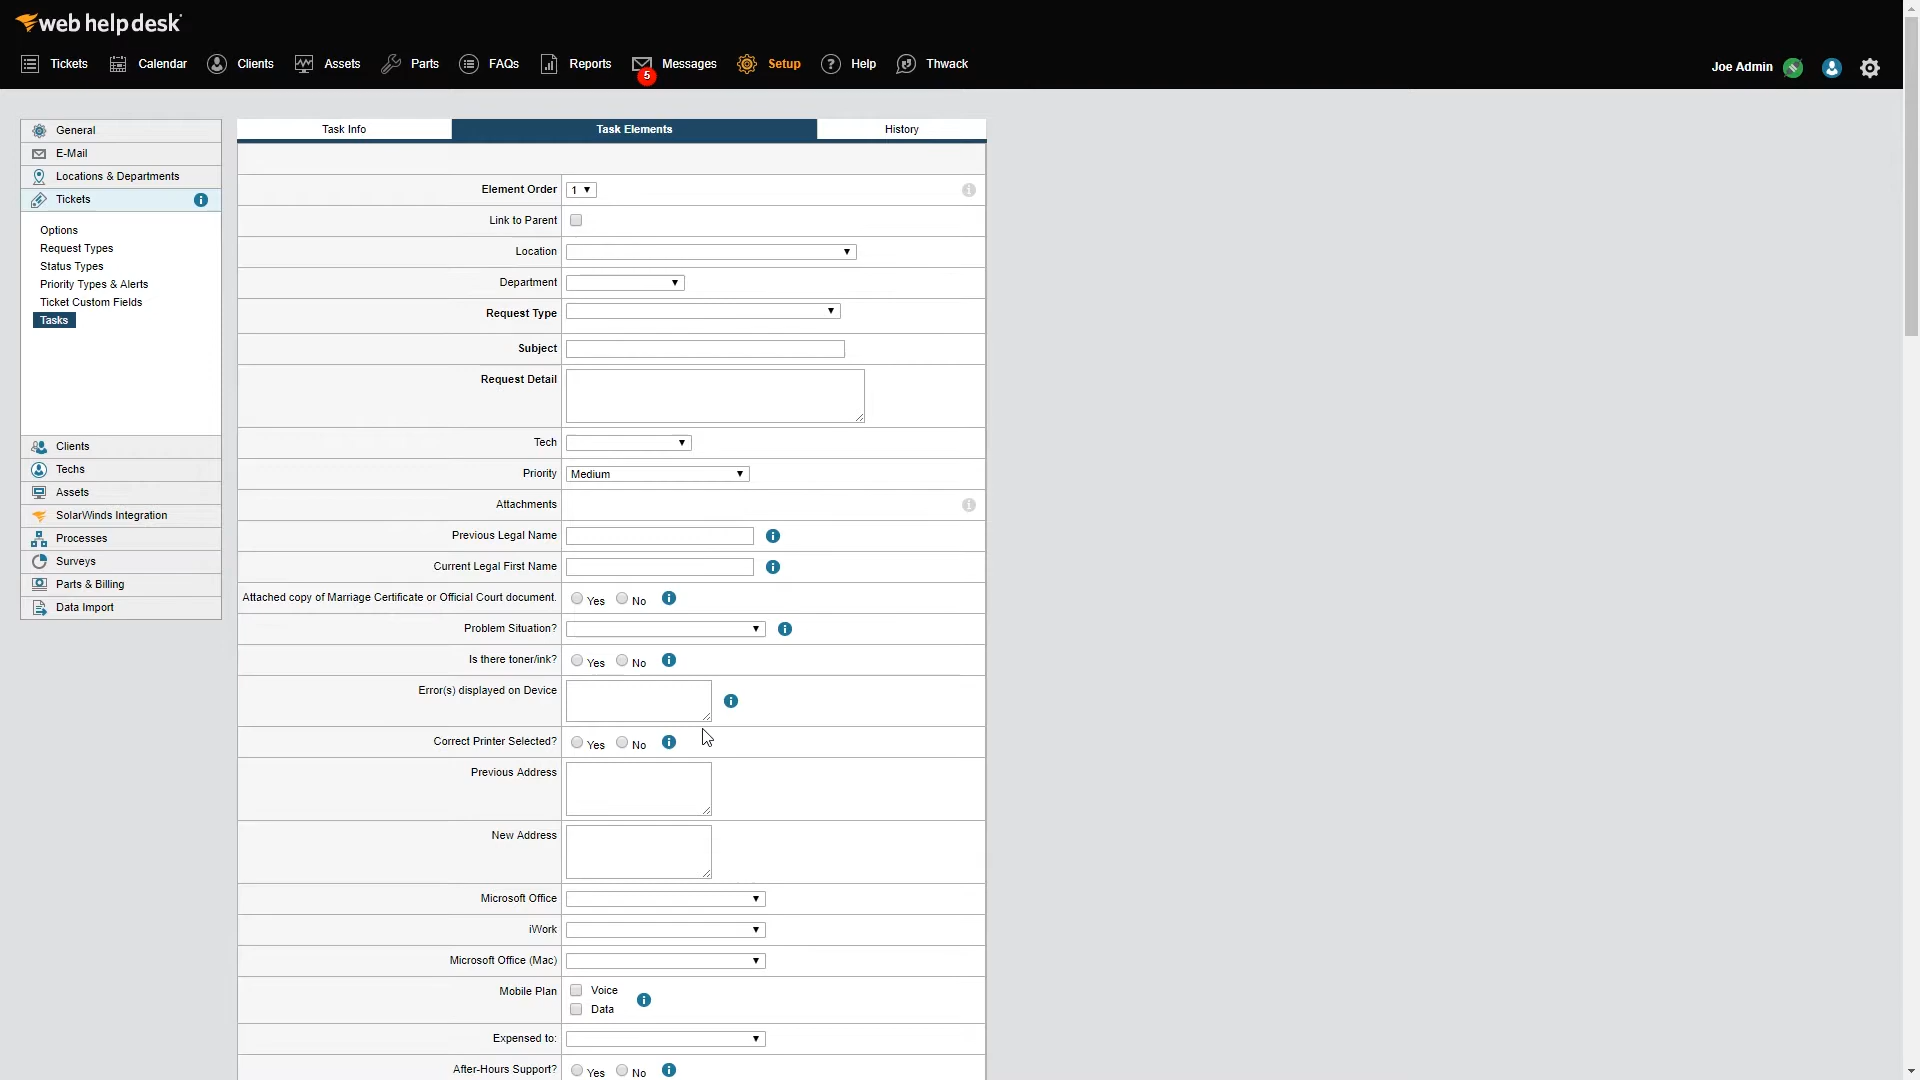 web help desk
Tickets Calendar Clients Assets Parts FAQs Reports Messages Setup Help Thwack
5
Joe Admin
General
E-Mail
Locations & Departments
Tickets
Options
Request Types
Status Types
Priority Types & Alerts
Ticket Custom Fields
Tasks
Clients
Techs
Assets
SolarWinds Integration
Processes
Surveys
Parts & Billing
Data Import
Task Info Task Elements History
Element Order 1
Link to Parent
Location
Department
Request Type
Subject
Request Detail
Tech
Priority Medium
Attachments
Previous Legal Name
Current Legal First Name
Attached copy of Marriage Certificate or Official Court document. Yes No
Problem Situation?
Is there toner/ink? Yes No
Error(s) displayed on Device
Correct Printer Selected? Yes No
Previous Address
New Address
Microsoft Office
iWork
Microsoft Office (Mac)
Mobile Plan Voice
Data
Expensed to:
After-Hours Support? Yes No